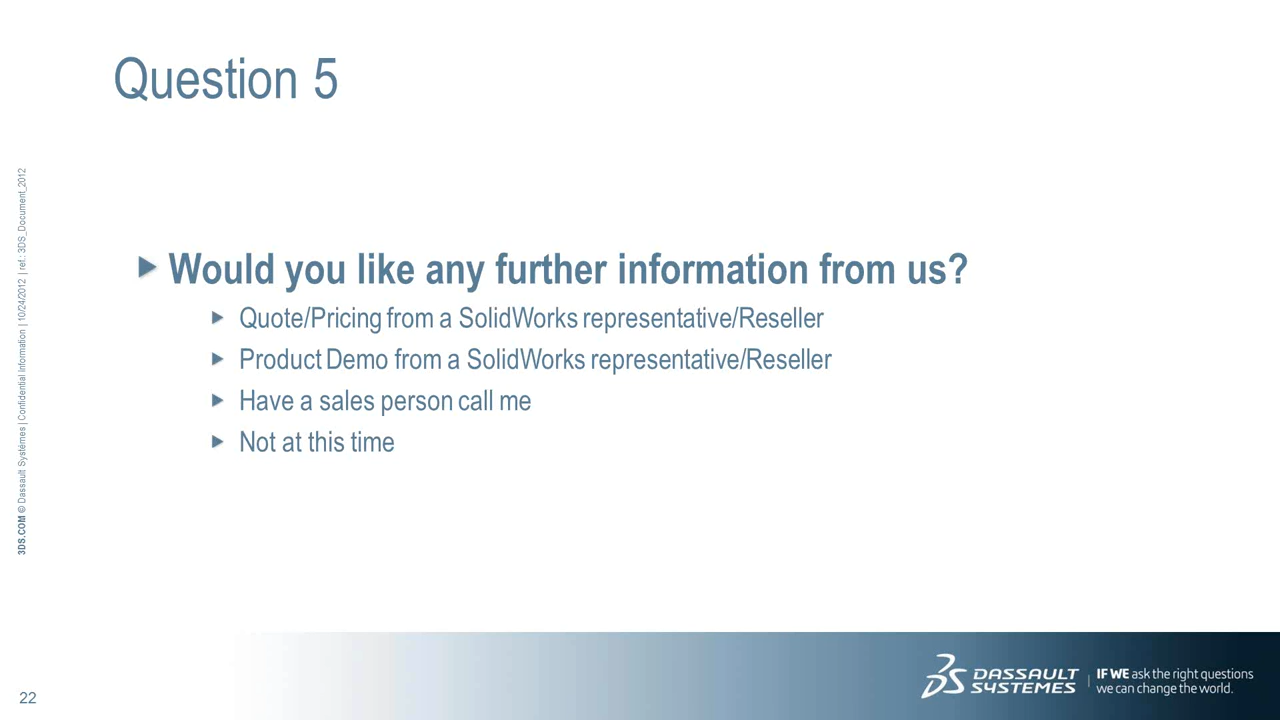 Question 5
3DS.COM © Dassault Systèmes | Confidential Information | 10/24/2012 | ref.: 3DS_Document_2012
Would you like any further information from us?
Quote/Pricing from a SolidWorks representative/Reseller
Product Demo from a SolidWorks representative/Reseller
Have a sales person call me
Not at this time
DASSAULT
SYSTEMES
IF WE ask the right questions
we can change the world.
22